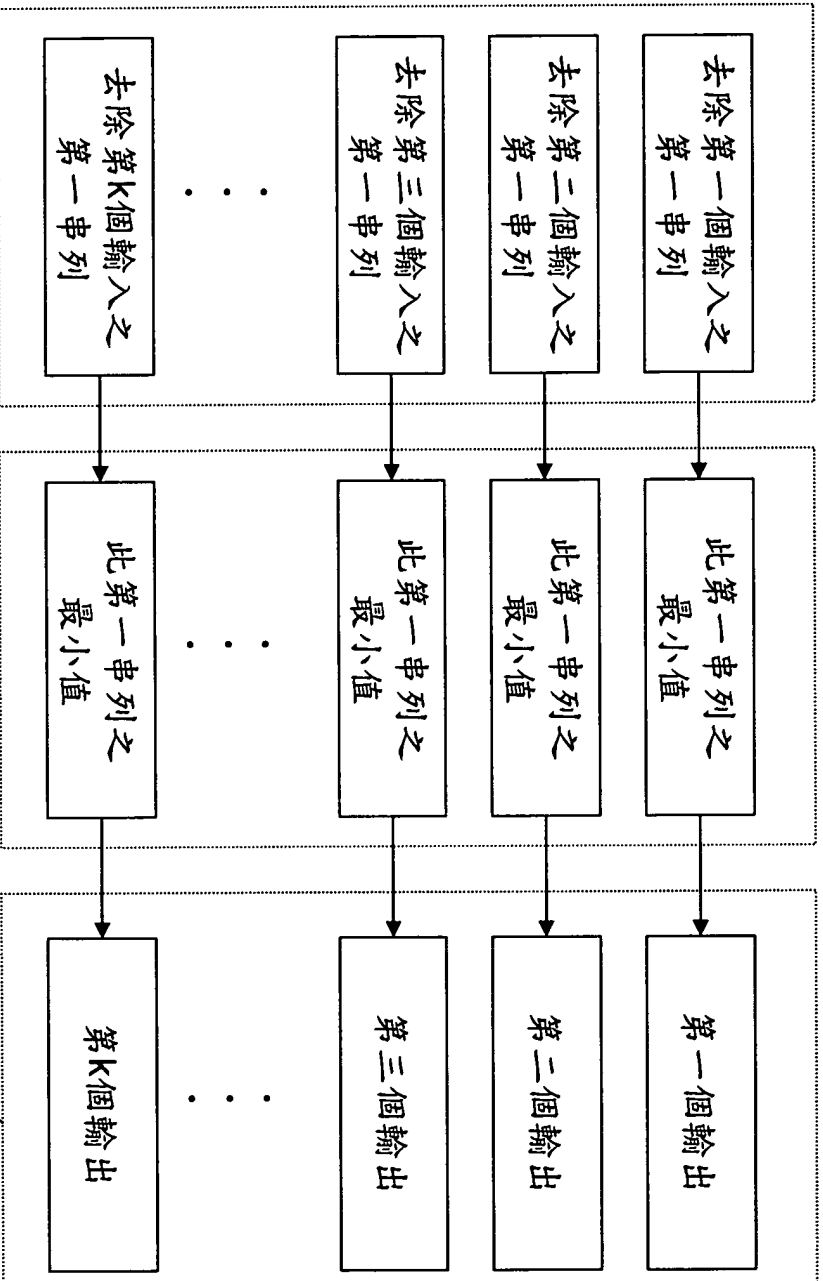 去除第一個輸入之
第一串列
此第一串列之
最小值
第一個輸出
去除第二個輸入之
第一串列
此第一串列之
最小值
第二個輸出
去除第三個輸入之
第一串列
此第一串列之
最小值
第三個輸出
去除第k個輸入之
第一串列
此第一串列之
最小值
第k個輸出